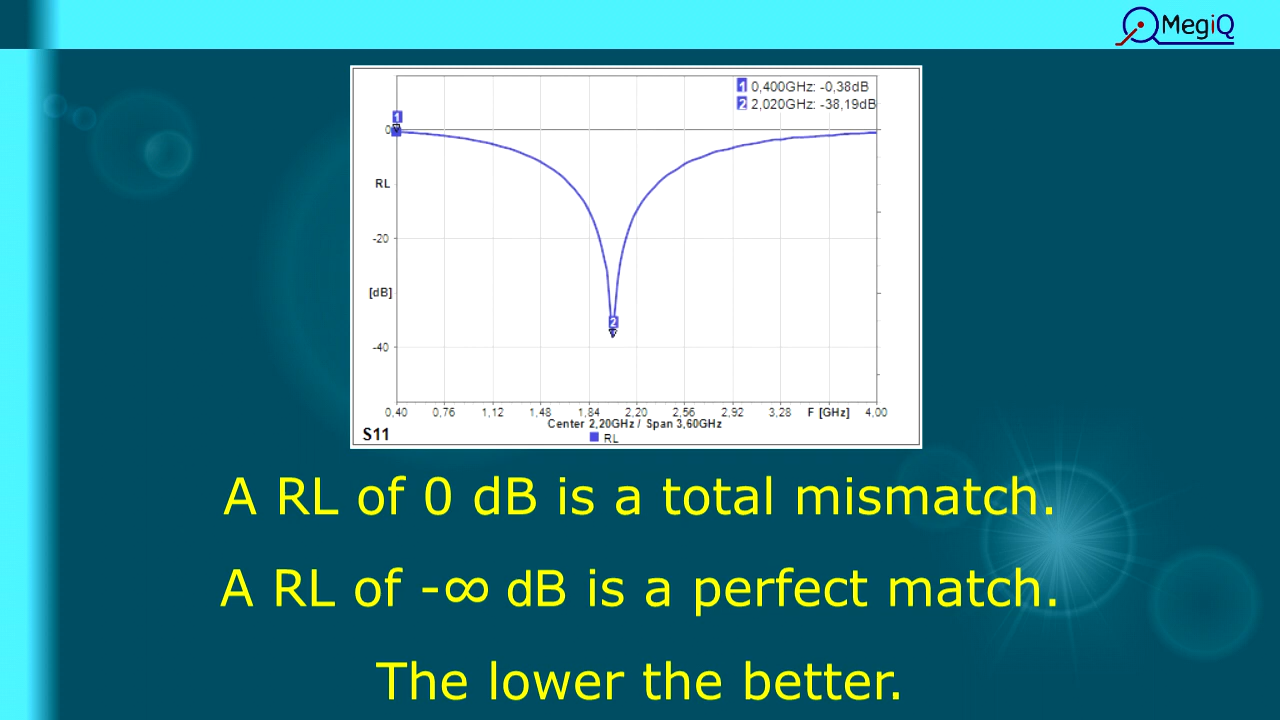 MegiQ
1 0,400GHz: -0,38dB
2 2,020GHz: -38,19dB
1
0
RL
-20
[dB]
2
-40
0,40 0,76 1,12 1,48 1,84 2,20 2,56 2,92 3,28 F [GHz] 4,00
Center 2,20GHz / Span 3,60GHz
S11
RL
A RL of 0 dB is a total mismatch.
A RL of -∞ dB is a perfect match.
The lower the better.